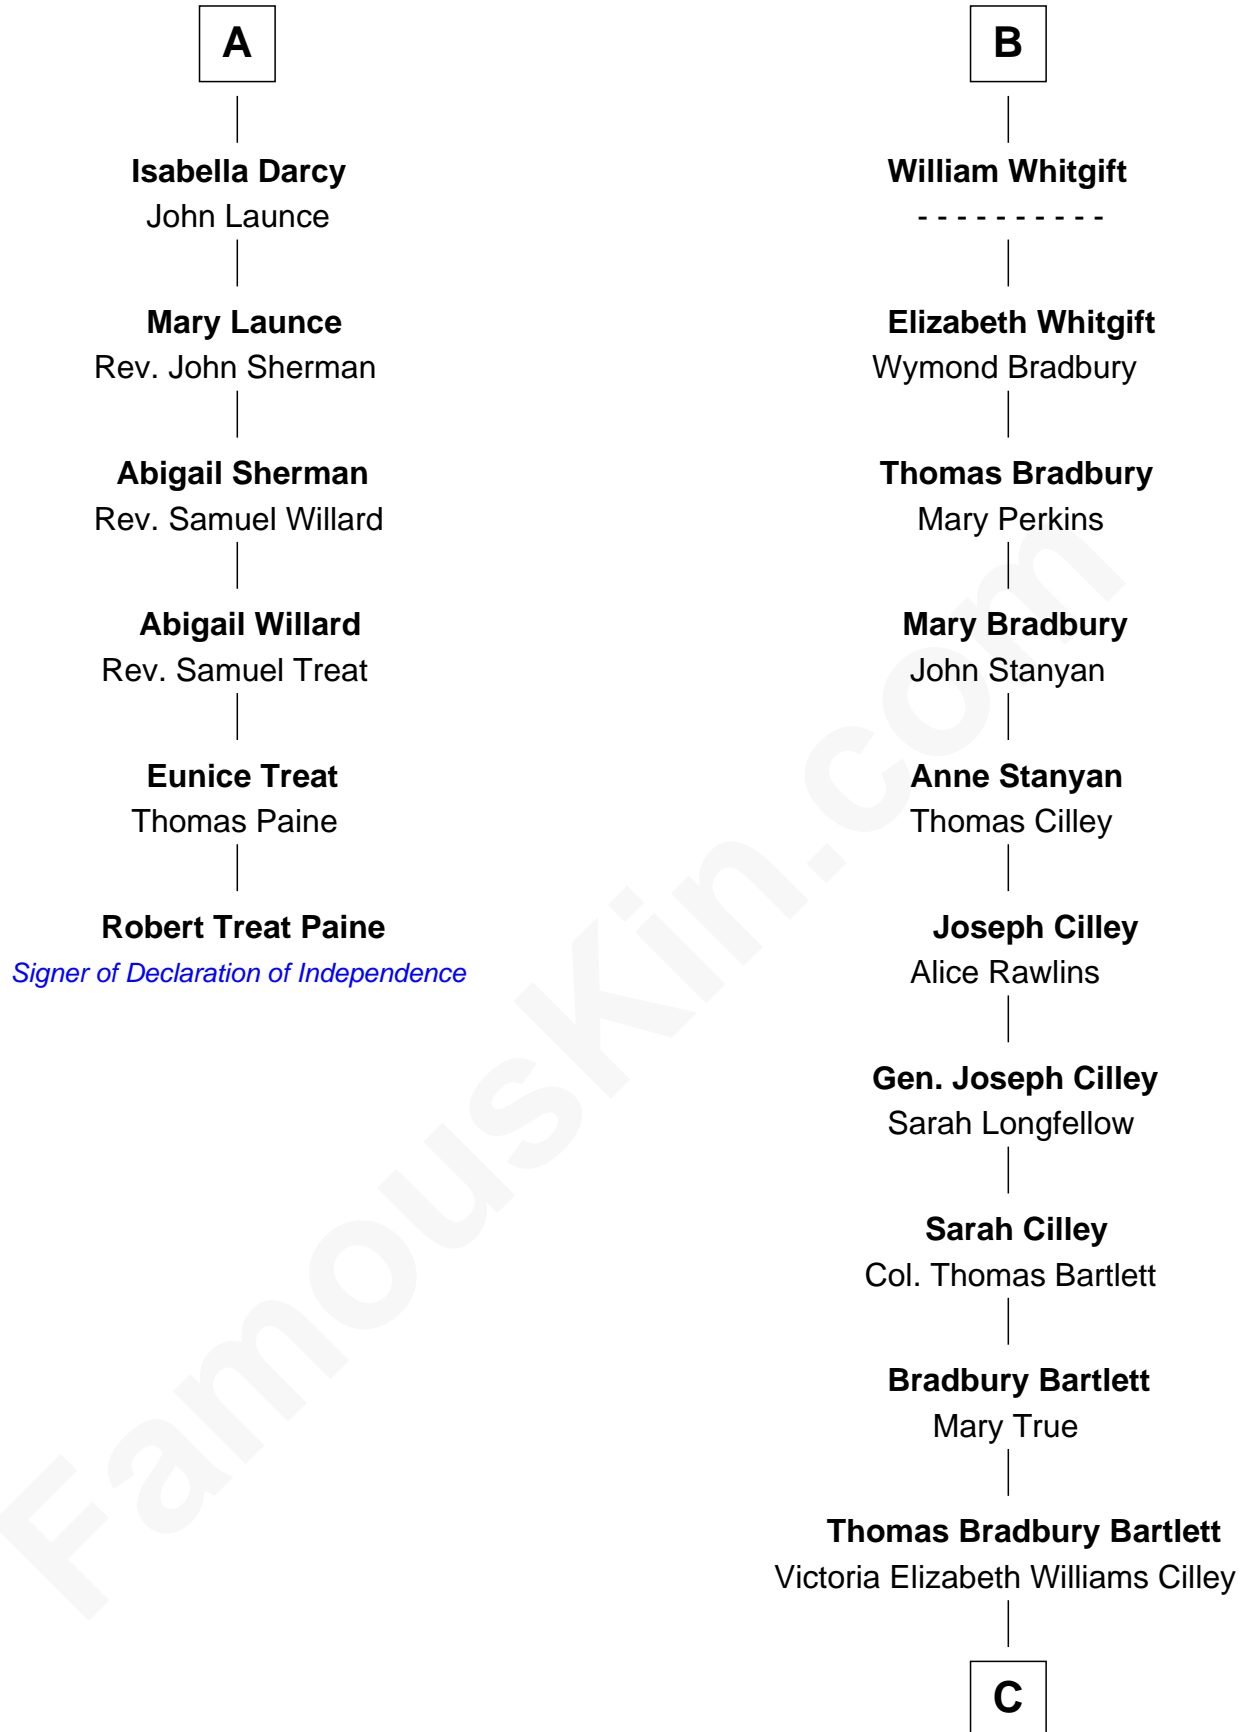 A
Isabella Darcy
John Launce
Mary Launce
Rev. John Sherman
Abigail Sherman
Rev. Samuel Willard
Abigail Willard
Rev. Samuel Treat
Eunice Treat
Thomas Paine
Robert Treat Paine
Signer of Declaration of Independence
B
William Whitgift
- - - - - - - - - -
Elizabeth Whitgift
Wymond Bradbury
Thomas Bradbury
Mary Perkins
Mary Bradbury
John Stanyan
Anne Stanyan
Thomas Cilley
Joseph Cilley
Alice Rawlins
Gen. Joseph Cilley
Sarah Longfellow
Sarah Cilley
Col. Thomas Bartlett
Bradbury Bartlett
Mary True
Thomas Bradbury Bartlett
Victoria Elizabeth Williams Cilley
C
FamousKin.com